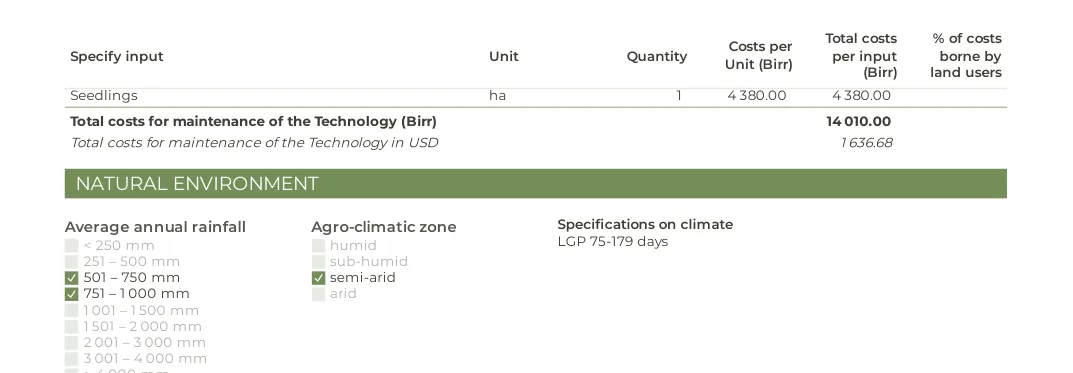 Specify input Unit Quantity Costs per Unit (Birr) Total costs per input (Birr) % of costs borne by land users
Seedlings ha 1 4 380.00 4 380.00
Total costs for maintenance of the Technology (Birr) 14 010.00
Total costs for maintenance of the Technology in USD 1 636.68
NATURAL ENVIRONMENT
Average annual rainfall
< 250 mm
251 – 500 mm
501 – 750 mm
751 – 1 000 mm
1 001 – 1 500 mm
1 501 – 2 000 mm
2 001 – 3 000 mm
3 001 – 4 000 mm
Agro-climatic zone
humid
sub-humid
semi-arid
arid
Specifications on climate
LGP 75-179 days